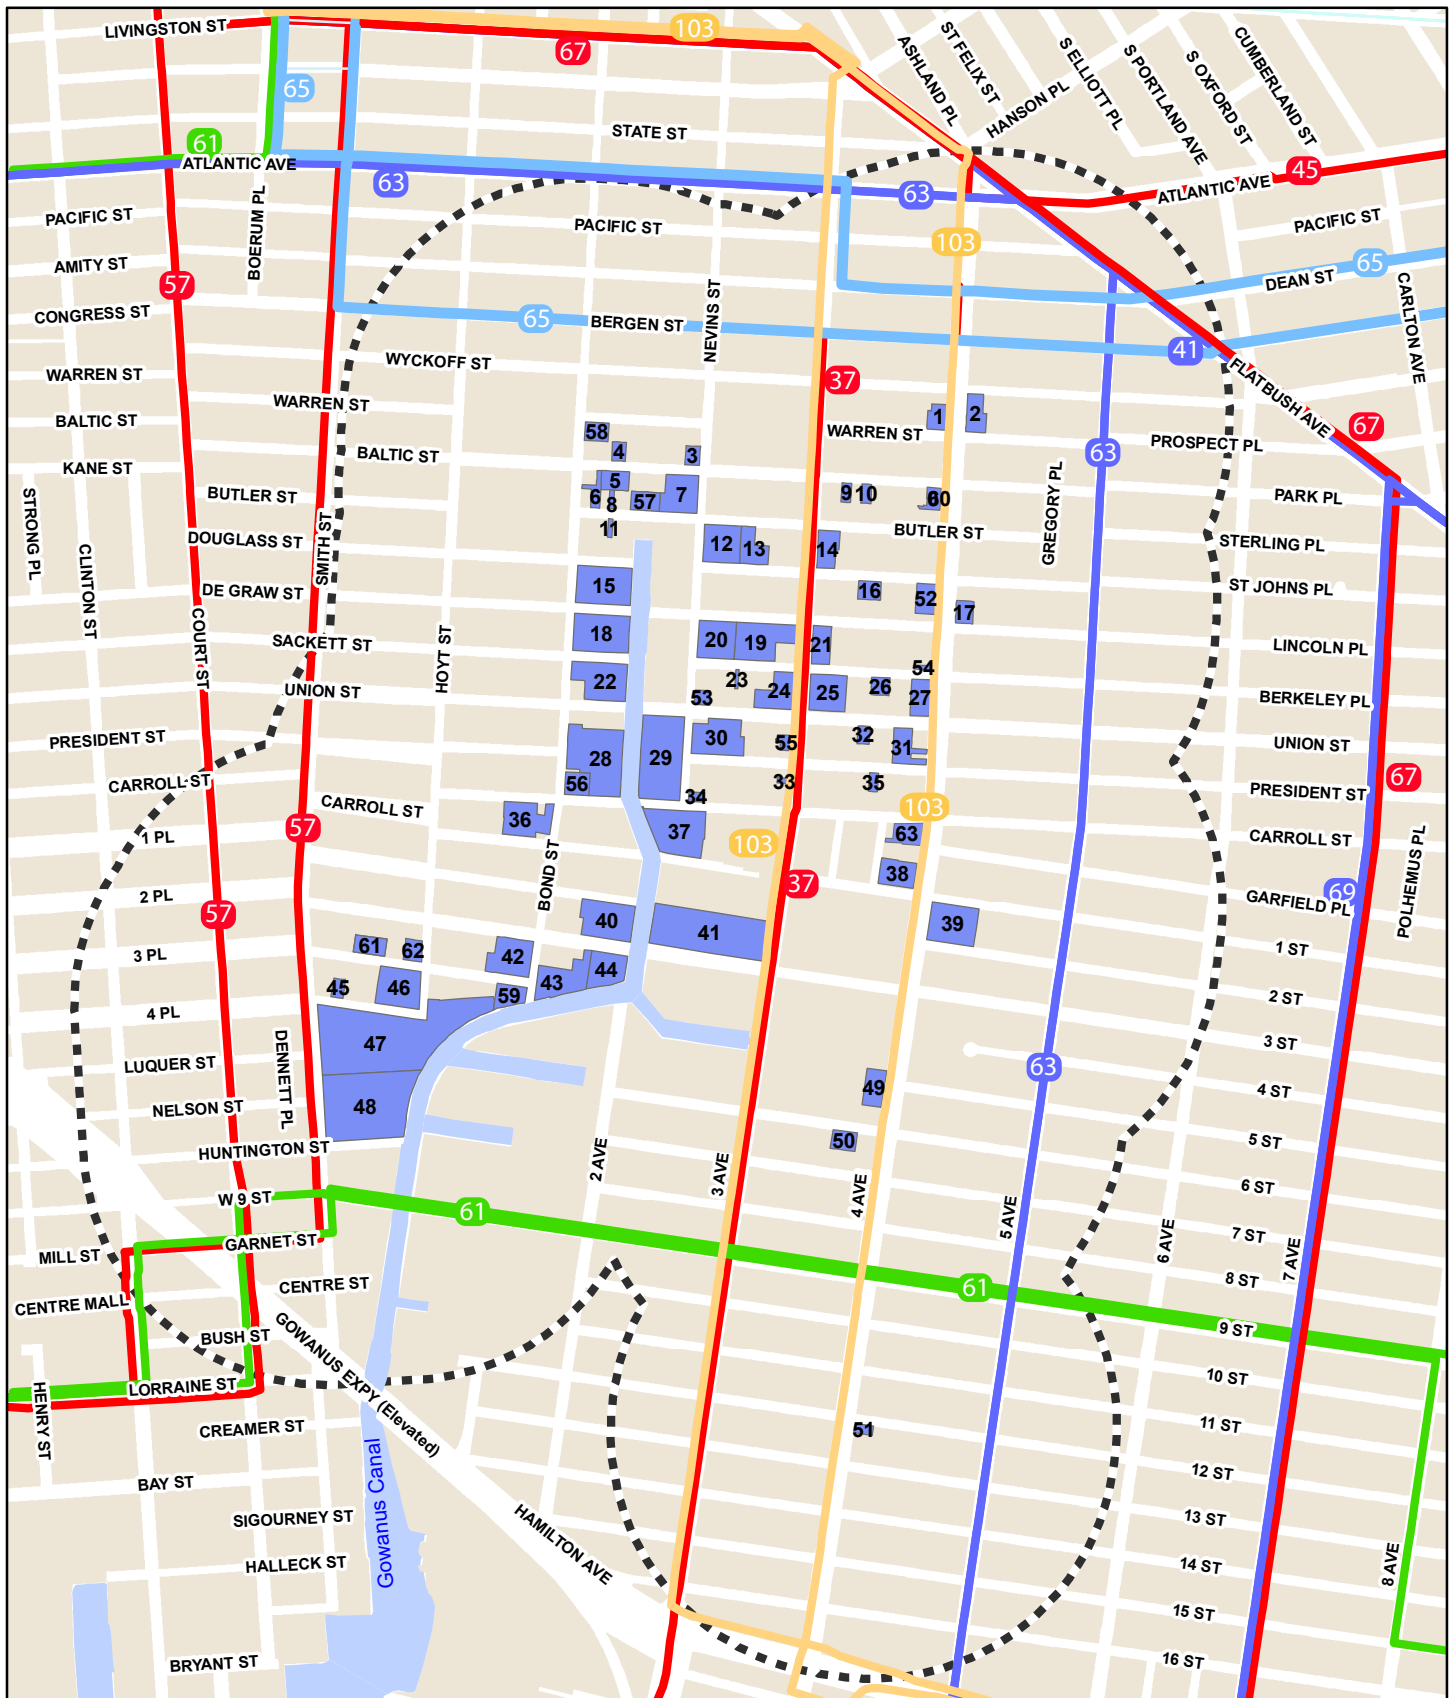 LIVINGSTON ST
103
67
ASHLAND PL
ST FELIX ST
S ELLIOTT PL
S PORTLAND AVE
S OXFORD ST
CUMBERLAND ST
HANSON PL
65
STATE ST
61
ATLANTIC AVE
63
63
ATLANTIC AVE
45
PACIFIC ST
BOERUM PL
PACIFIC ST
PACIFIC ST
103
AMITY ST
57
65
DEAN ST
CARLTON AVE
CONGRESS ST
65
BERGEN ST
NEVINS ST
41
WYCKOFF ST
FLATBUSH AVE
WARREN ST
37
WARREN ST
1
2
67
BALTIC ST
58
WARREN ST
PROSPECT PL
4
3
BALTIC ST
63
KANE ST
5
7
9
10
60
PARK PL
STRONG PL
BUTLER ST
6
8
57
GREGORY PL
11
BUTLER ST
DOUGLASS ST
SMITH ST
12
13
14
STERLING PL
CLINTON ST
DE GRAW ST
15
16
52
17
ST JOHNS PL
COURT ST
SACKETT ST
HOYT ST
18
20
19
21
LINCOLN PL
54
UNION ST
22
23
24
25
26
27
53
BERKELEY PL
PRESIDENT ST
28
29
30
55
32
31
UNION ST
CARROLL ST
56
33
35
34
67
PRESIDENT ST
CARROLL ST
36
37
103
103
63
CARROLL ST
POLHEMUS PL
57
1 PL
BOND ST
37
38
69
2 PL
57
40
41
39
GARFIELD PL
3 PL
61
62
42
1 ST
45
46
59
43
44
2 ST
4 PL
47
DENNETT PL
3 ST
LUQUER ST
63
4 ST
49
NELSON ST
48
50
5 ST
HUNTINGTON ST
2 AVE
3 AVE
4 AVE
5 AVE
6 AVE
7 AVE
6 ST
W 9 ST
61
7 ST
GARNET ST
MILL ST
8 ST
61
CENTRE ST
CENTRE MALL
9 ST
BUSH ST
GOWANUS EXPY (Elevated)
10 ST
LORRAINE ST
HENRY ST
CREAMER ST
51
11 ST
BAY ST
12 ST
Gowanus Canal
SIGOURNEY ST
HAMILTON AVE
13 ST
HALLECK ST
14 ST
8 AVE
15 ST
BRYANT ST
16 ST